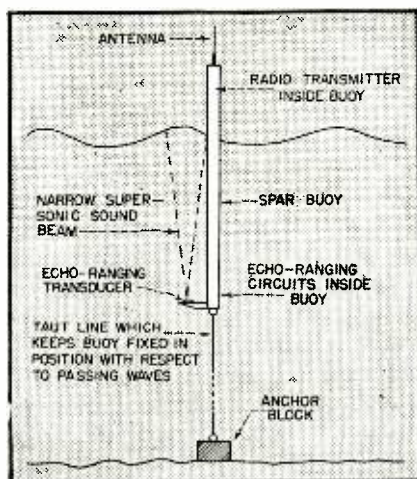 ANTENNA
RADIO TRANSMITTER
INSIDE BUOY
NARROW SUPER-
SONIC SOUND
BEAM
SPAR BUOY
ECHO-RANGING
TRANSDUCER
ECHO-RANGING
CIRCUITS INSIDE
BUOY
TAUT LINE WHICH
KEEPS BUOY FIXED IN
POSITION WITH RESPECT
TO PASSING WAVES
ANCHOR
BLOCK